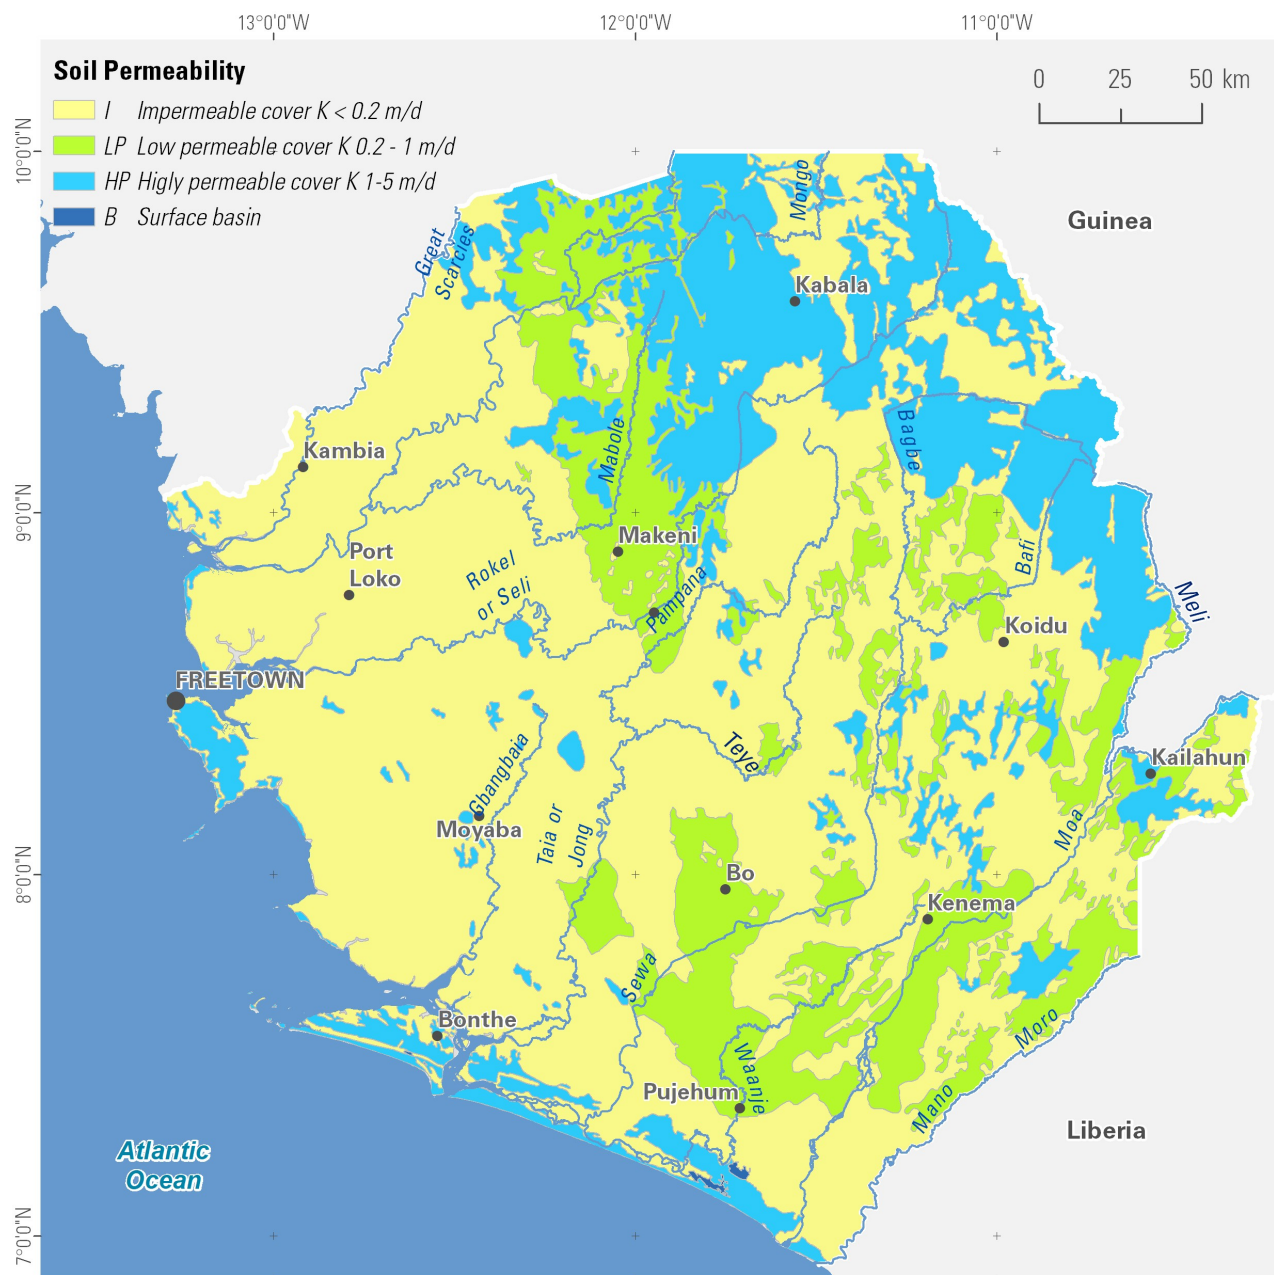 13°0'0"W
12°0'0"W
11°0'0"W
Soil Permeability
I Impermeable cover K < 0.2 m/d
LP Low permeable cover K 0.2 - 1 m/d
HP Higly permeable cover K 1-5 m/d
B Surface basin
0 25 50 km
10°0'0"N
Mongo
Guinea
Great
Scarcies
Kabala
Kambia
Mabole
Bagbe
9°0'0"N
Makeni
Port
Loko
Rokel
or Seli
Pampana
Bafi
Meli
Koidu
FREETOWN
Teye
Kailahun
Gbangbaia
Moyaba
Taia or
Jong
Moa
8°0'0"N
Bo
Kenema
Sewa
Bonthe
Moro
Waanje
Pujehum
Mano
Liberia
Atlantic
Ocean
7°0'0"N